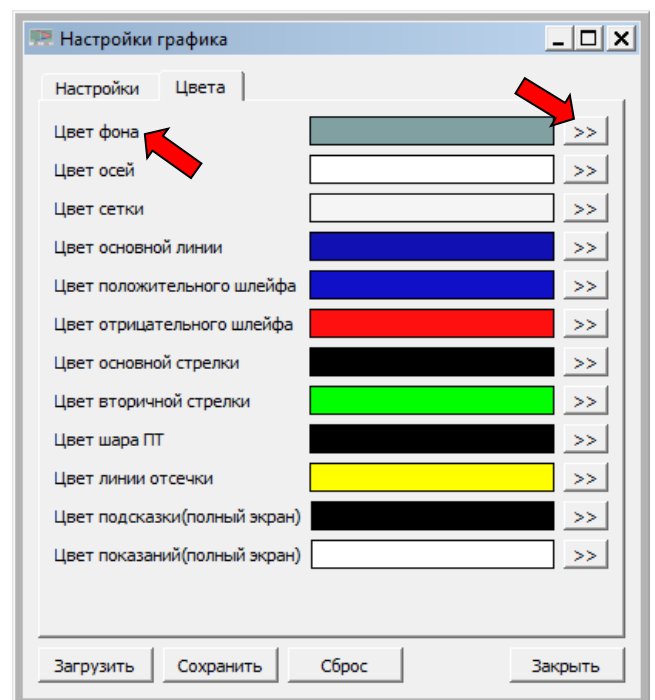 Настройки графика
Настройки Цвета
Цвет фона >>
Цвет осей >>
Цвет сетки >>
Цвет основной линии >>
Цвет положительного шлейфа >>
Цвет отрицательного шлейфа >>
Цвет основной стрелки >>
Цвет вторичной стрелки >>
Цвет шара ПТ >>
Цвет линии отсечки >>
Цвет подсказки(полный экран) >>
Цвет показаний(полный экран) >>
Загрузить Сохранить Сброс Закрыть